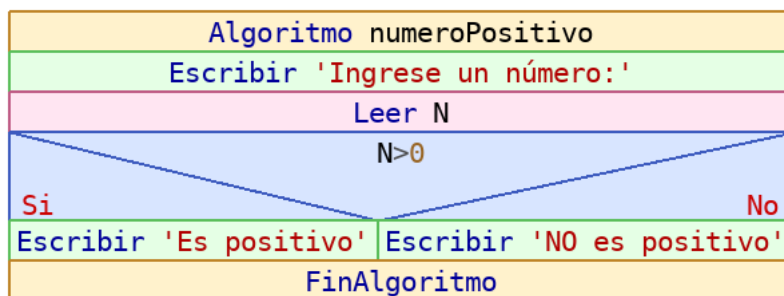 Algoritmo numeroPositivo
Escribir 'Ingrese un número:'
Leer N
N>0
Si No
Escribir 'Es positivo' Escribir 'NO es positivo'
FinAlgoritmo